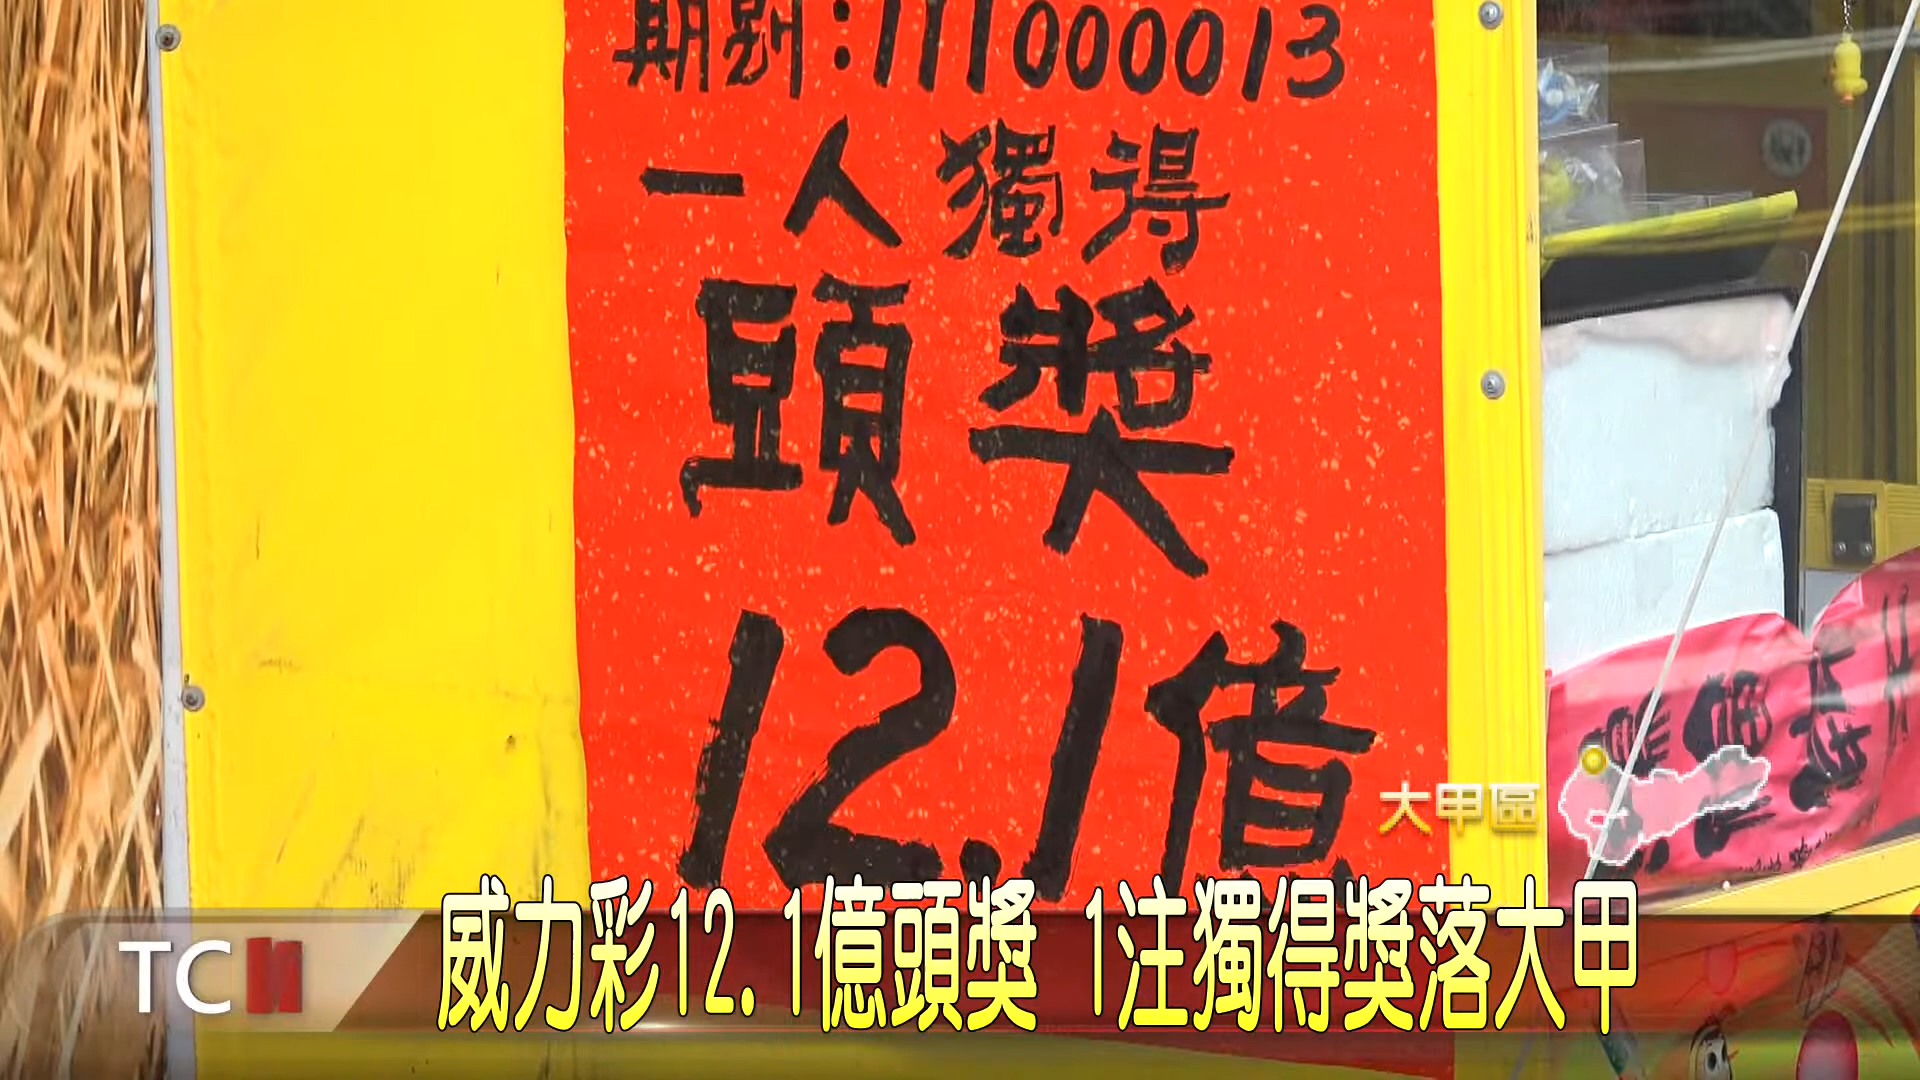 期別:111000013
一人獨得
頭獎
12.1億
大甲區
TCN
威力彩12.1億頭獎 1注獨得獎落大甲